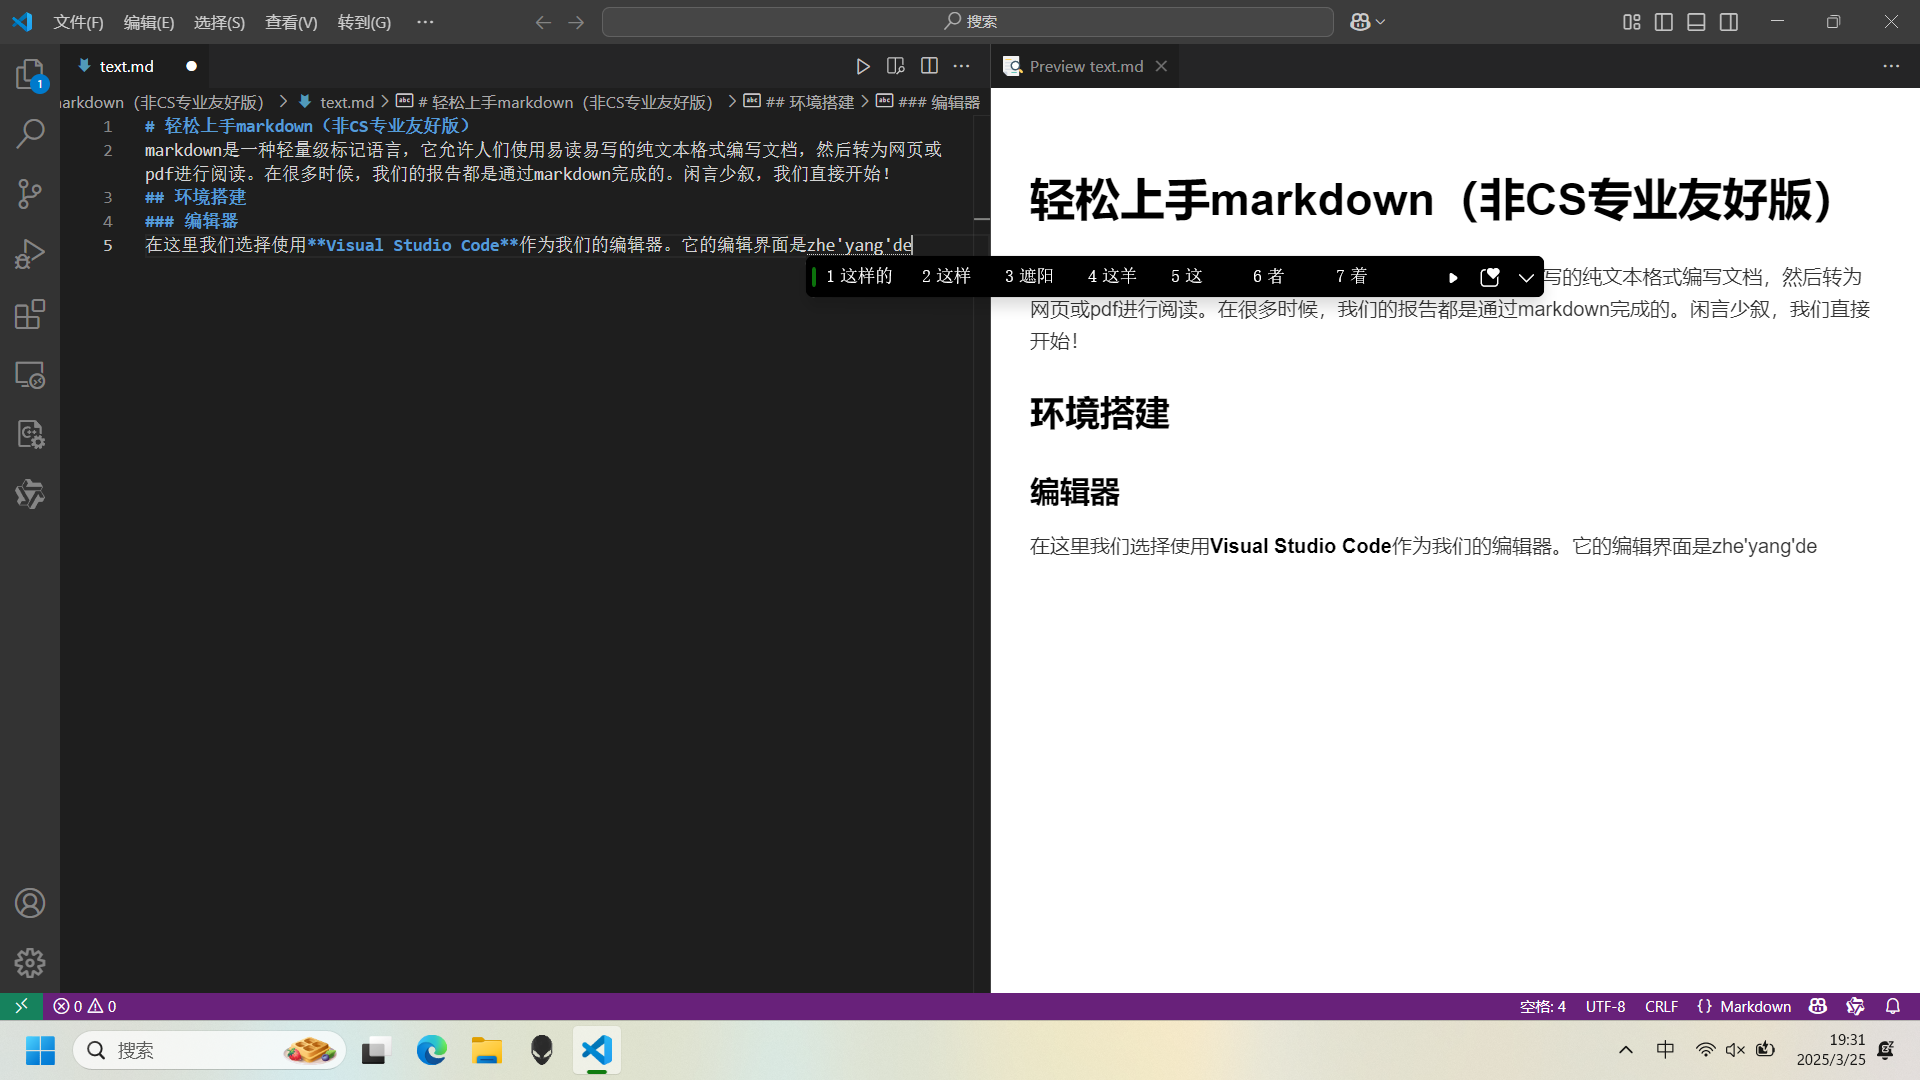 文件(F) 编辑(E) 选择(S) 查看(V) 转到(G) ··· 搜索
1
text.md
Preview text.md
arkdown（非CS专业友好版） > text.md > # 轻松上手markdown（非CS专业友好版） > ## 环境搭建 > ### 编辑器
1 # 轻松上手markdown（非CS专业友好版）
2 markdown是一种轻量级标记语言，它允许人们使用易读易写的纯文本格式编写文档，然后转为网页或
pdf进行阅读。在很多时候，我们的报告都是通过markdown完成的。闲言少叙，我们直接开始！
3 ## 环境搭建
4 ### 编辑器
5 在这里我们选择使用**Visual Studio Code**作为我们的编辑器。它的编辑界面是zhe'yang'de
1 这样的 2 这样 3 遮阳 4 这羊 5 这 6 者 7 着
轻松上手markdown（非CS专业友好版）
写的纯文本格式编写文档，然后转为
网页或pdf进行阅读。在很多时候，我们的报告都是通过markdown完成的。闲言少叙，我们直接
开始！
环境搭建
编辑器
在这里我们选择使用Visual Studio Code作为我们的编辑器。它的编辑界面是zhe'yang'de
0 0 空格: 4 UTF-8 CRLF {} Markdown
搜索
中
19:31
2025/3/25